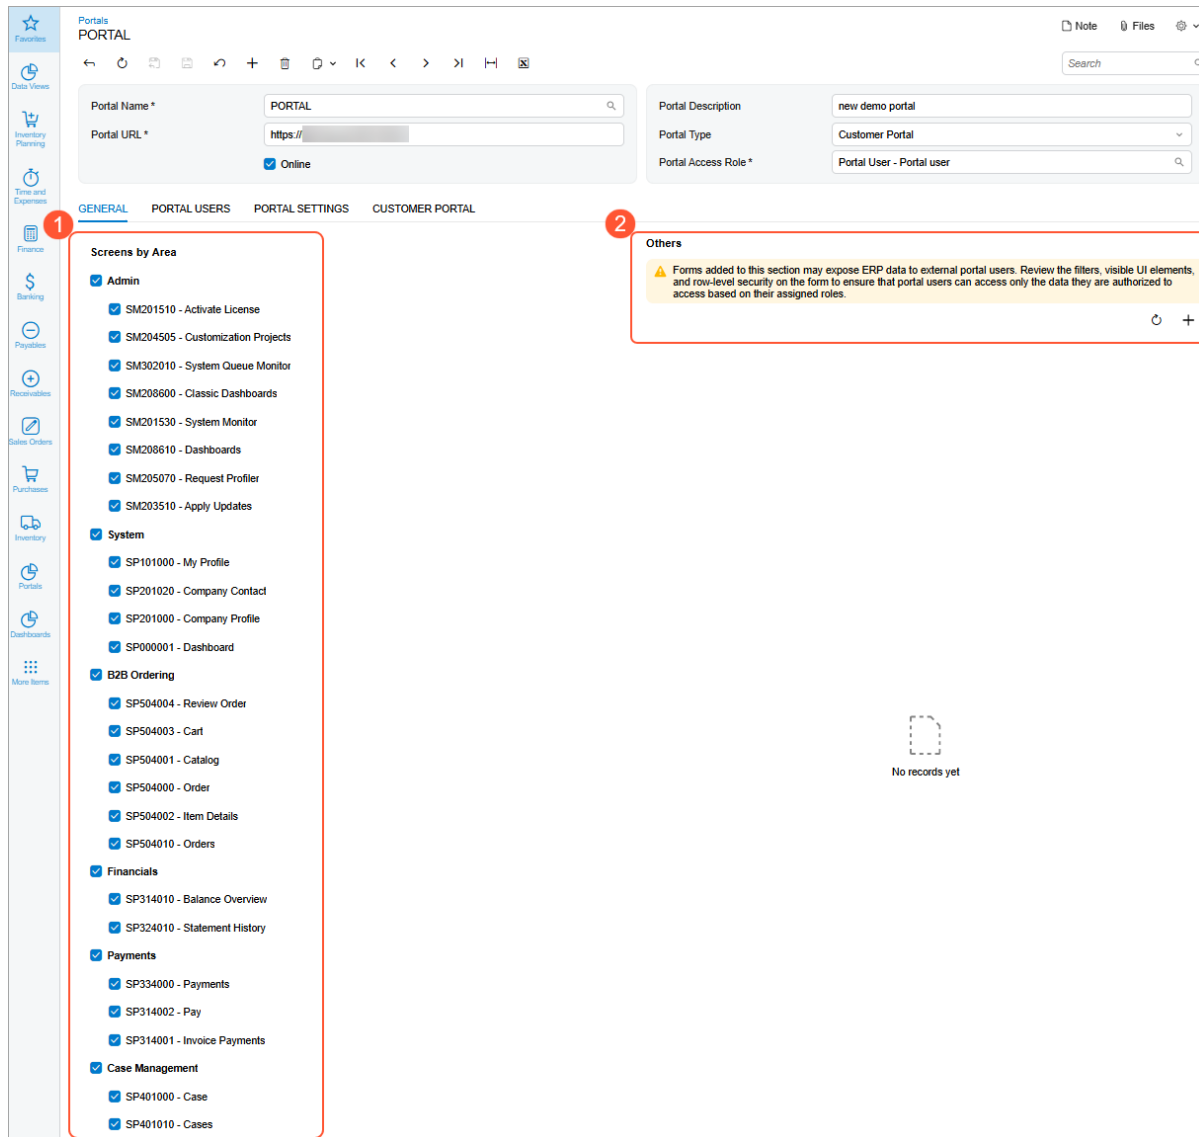 Favorites
Data Views
Inventory
Planning
Time and
Expenses
Finance
Banking
Payables
Receivables
Sales Orders
Purchases
Inventory
Portals
Dashboards
More Items
Portals
PORTAL
Note
Files
Search
Portal Name *
PORTAL
Portal URL *
https://
Online
Portal Description
new demo portal
Portal Type
Customer Portal
Portal Access Role *
Portal User - Portal user
GENERAL
PORTAL USERS
PORTAL SETTINGS
CUSTOMER PORTAL
1
Screens by Area
Admin
SM201510 - Activate License
SM204505 - Customization Projects
SM302010 - System Queue Monitor
SM208600 - Classic Dashboards
SM201530 - System Monitor
SM208610 - Dashboards
SM205070 - Request Profiler
SM203510 - Apply Updates
System
SP101000 - My Profile
SP201020 - Company Contact
SP201000 - Company Profile
SP000001 - Dashboard
B2B Ordering
SP504004 - Review Order
SP504003 - Cart
SP504001 - Catalog
SP504000 - Order
SP504002 - Item Details
SP504010 - Orders
Financials
SP314010 - Balance Overview
SP324010 - Statement History
Payments
SP334000 - Payments
SP314002 - Pay
SP314001 - Invoice Payments
Case Management
SP401000 - Case
SP401010 - Cases
2
Others
Forms added to this section may expose ERP data to external portal users. Review the filters, visible UI elements,
and row-level security on the form to ensure that portal users can access only the data they are authorized to
access based on their assigned roles.
No records yet